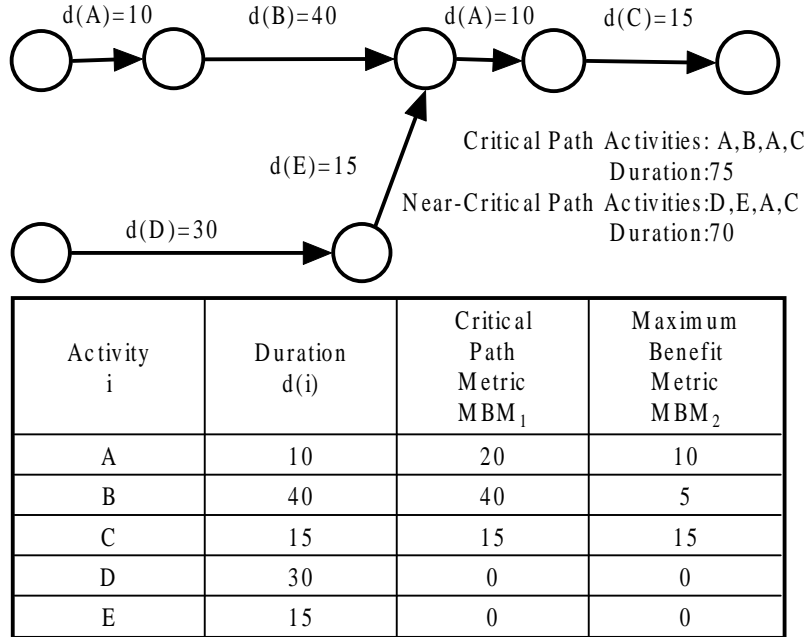 d(A)=10 d(B)=40 d(A)=10 d(C)=15
Critical Path Activities: A,B,A,C
Duration:75
d(E)=15
Near-Critical Path Activities:D,E,A,C
Duration:70
d(D)=30
Activity i
Duration d(i)
Critical Path Metric MBM₁
Maximum Benefit Metric MBM₂
A 10 20 10
B 40 40 5
C 15 15 15
D 30 0 0
E 15 0 0